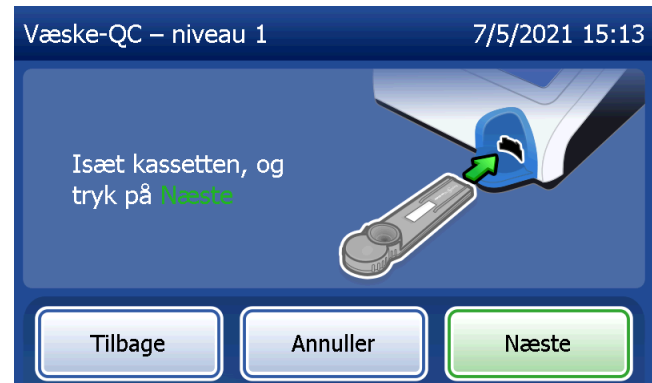 Væske-QC – niveau 1 7/5/2021 15:13
Isæt kassetten, og
tryk på Næste
Tilbage Annuller Næste